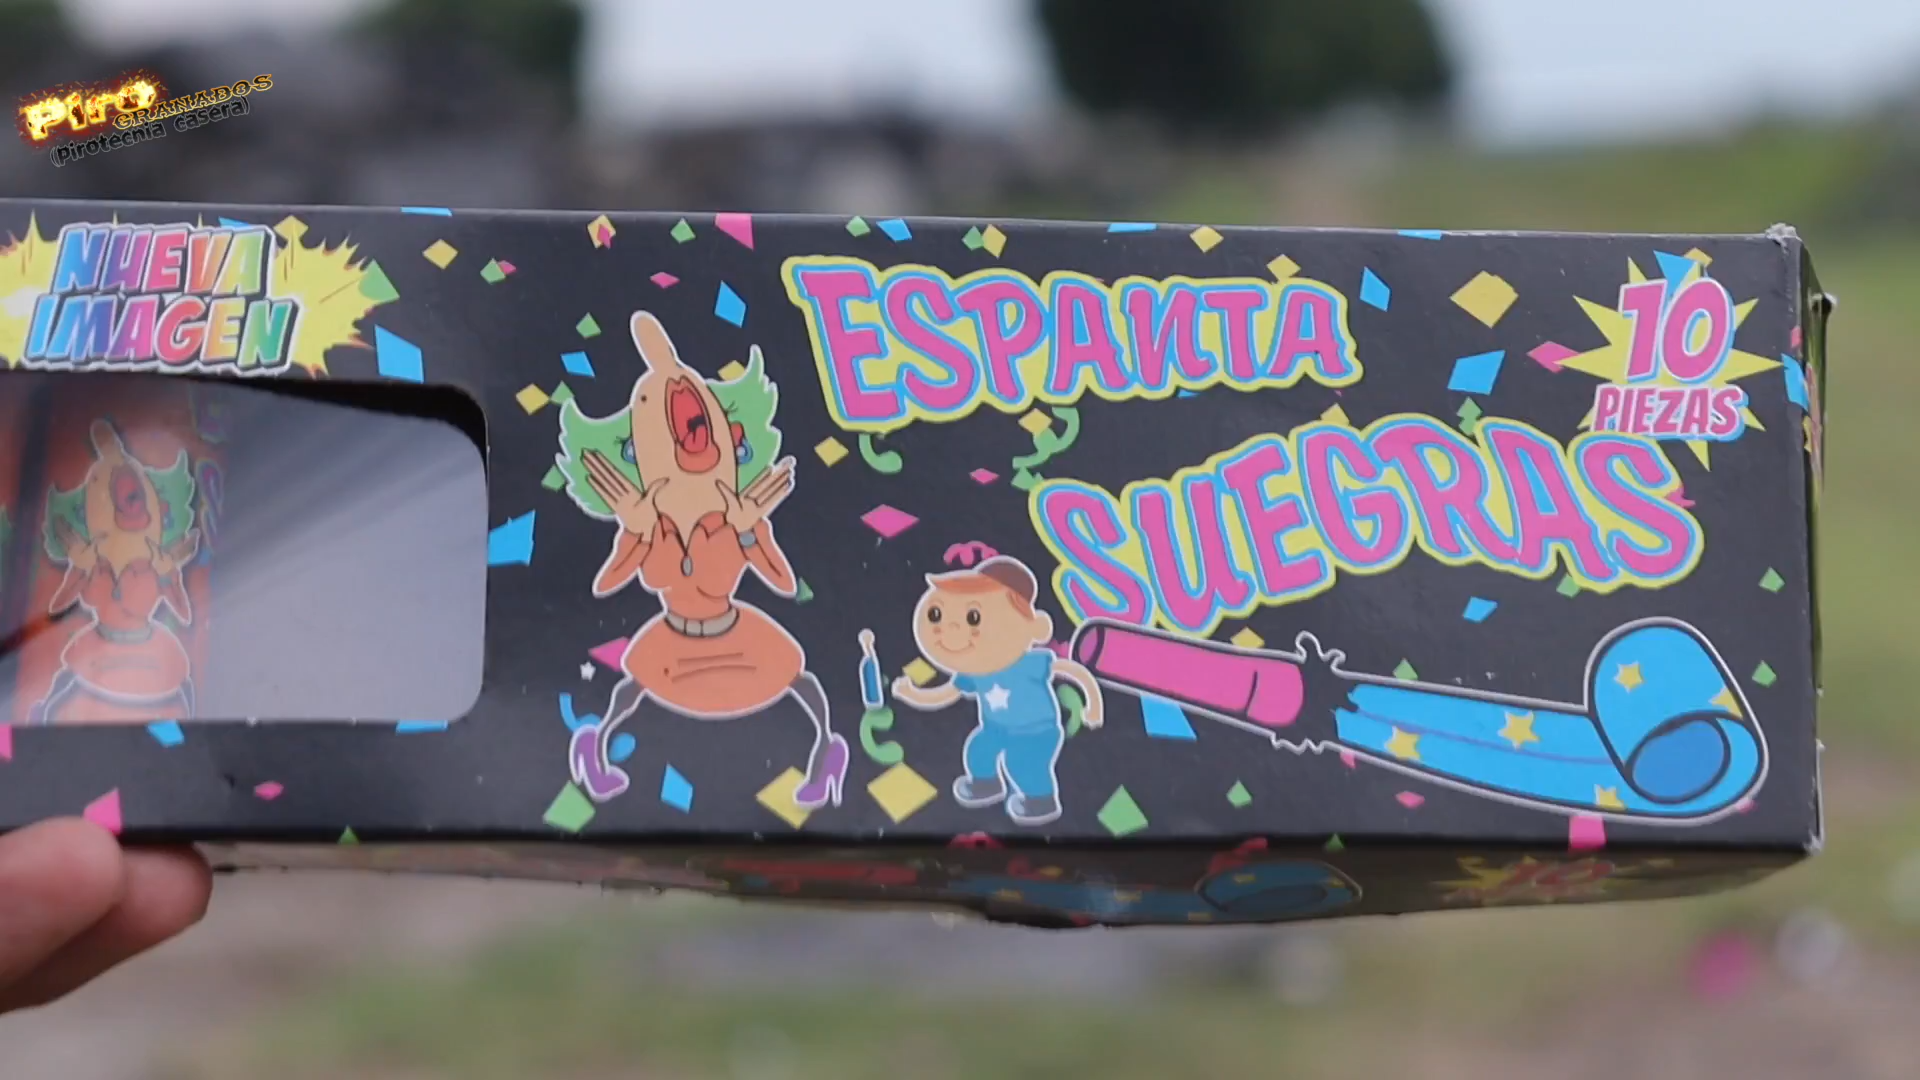 Piro
GRANADOS
(pirotecnia casera)
NUEVA
IMAGEN
ESPANTA
SUEGRAS
10
PIEZAS